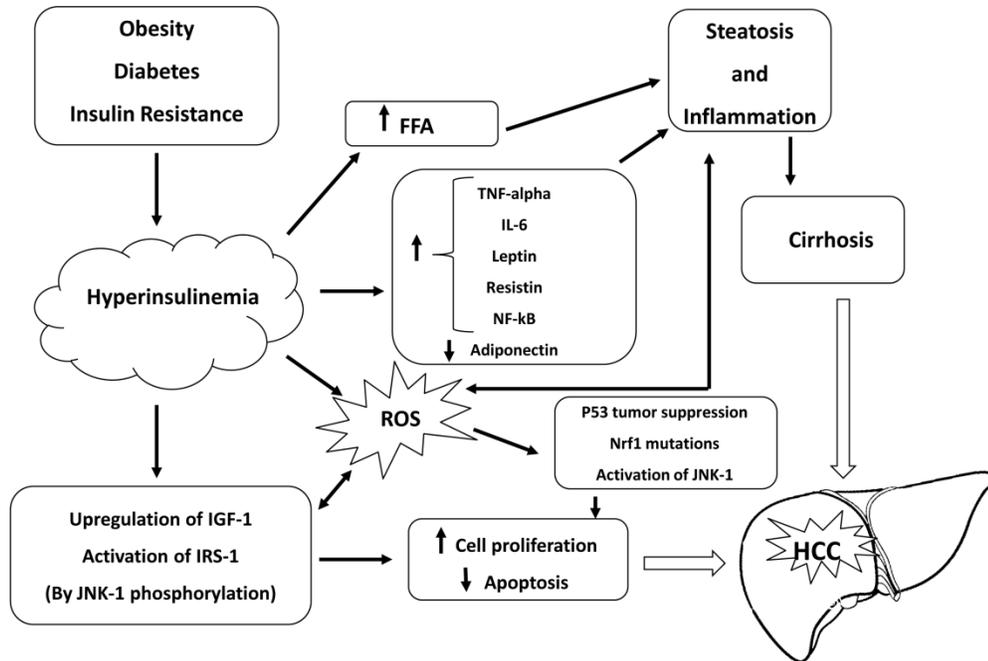 Obesity
Diabetes
Insulin Resistance
Steatosis
and
Inflammation
FFA
TNF-alpha
IL-6
Leptin
Resistin
NF-kB
Adiponectin
Cirrhosis
Hyperinsulinemia
ROS
P53 tumor suppression
Nrf1 mutations
Activation of JNK-1
Upregulation of IGF-1
Activation of IRS-1
(By JNK-1 phosphorylation)
Cell proliferation
Apoptosis
HCC